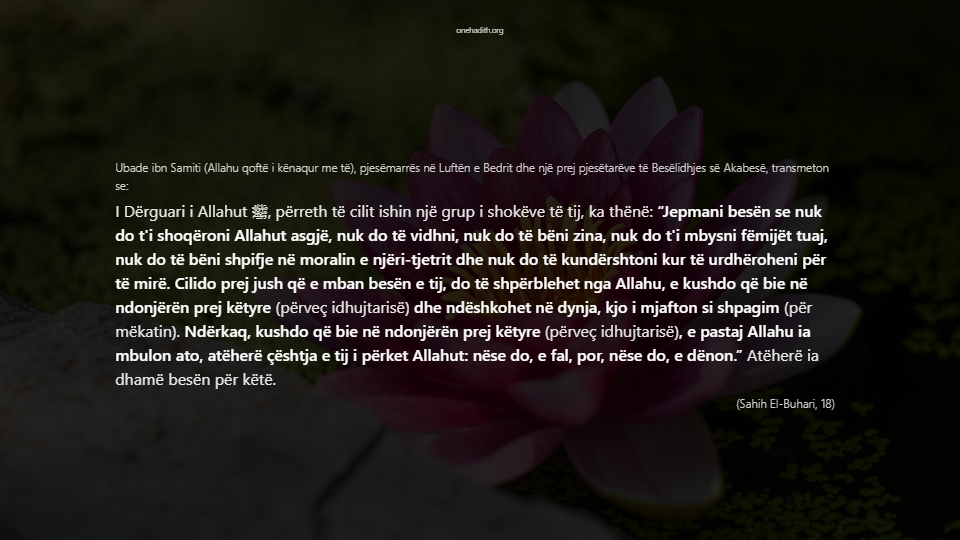 onehadith.org
Ubade ibn Samiti (Allahu qoftë i kënaqur me të), pjesëmarrës në Luftën e Bedrit dhe një prej pjesëtarëve të Besëlidhjes së Akabesë, transmeton
se:
I Dërguari i Allahut ﷺ, përreth të cilit ishin një grup i shokëve të tij, ka thënë: “Jepmani besën se nuk
do t'i shoqëroni Allahut asgjë, nuk do të vidhni, nuk do të bëni zina, nuk do t'i mbysni fëmijët tuaj,
nuk do të bëni shpifje në moralin e njëri-tjetrit dhe nuk do të kundërshtoni kur të urdhëroheni për
të mirë. Cilido prej jush që e mban besën e tij, do të shpërblehet nga Allahu, e kushdo që bie në
ndonjërën prej këtyre (përveç idhujtarisë) dhe ndëshkohet në dynja, kjo i mjafton si shpagim (për
mëkatin). Ndërkaq, kushdo që bie në ndonjërën prej këtyre (përveç idhujtarisë), e pastaj Allahu ia
mbulon ato, atëherë çështja e tij i përket Allahut: nëse do, e fal, por, nëse do, e dënon.” Atëherë ia
dhamë besën për këtë.
(Sahih El-Buhari, 18)